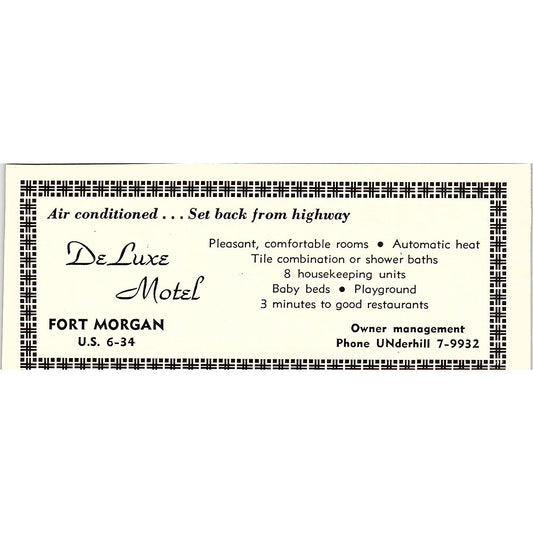 Air conditioned . . . Set back from highway
DeLuxe
Motel
FORT MORGAN
U.S. 6-34
Pleasant, comfortable rooms ● Automatic heat
Tile combination or shower baths
8 housekeeping units
Baby beds ● Playground
3 minutes to good restaurants
Owner management
Phone UNderhill 7-9932